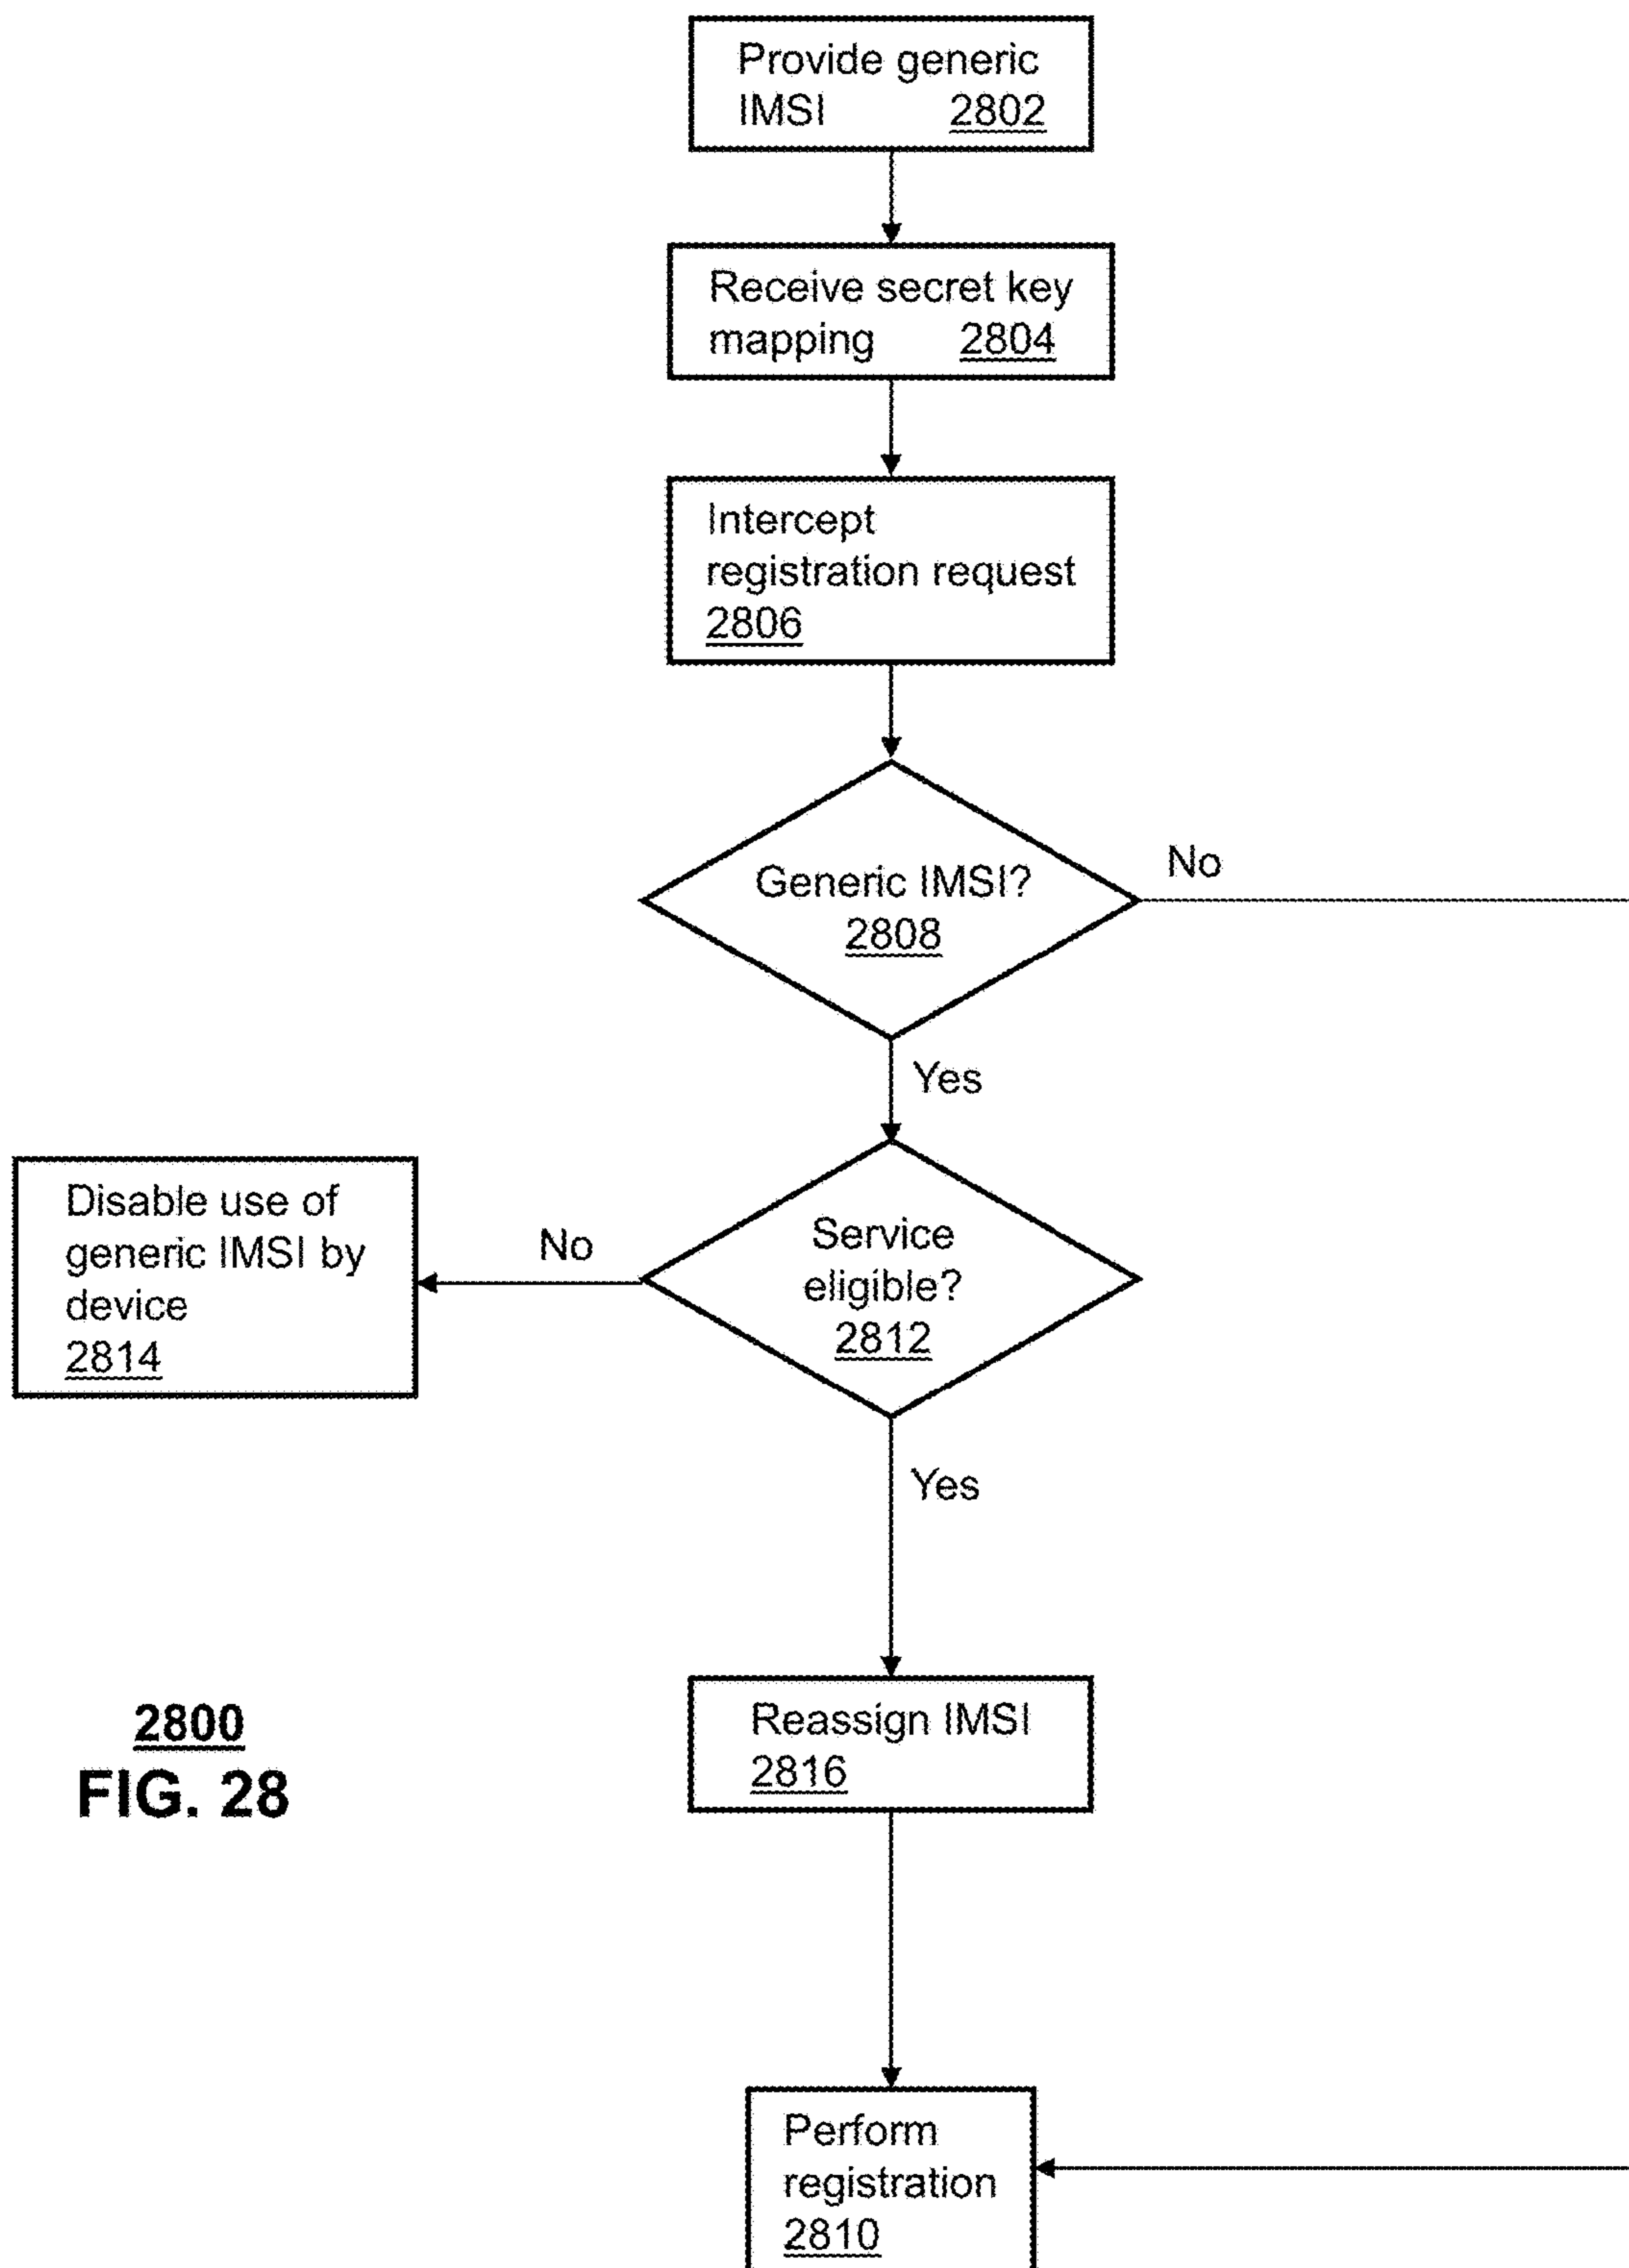 Provide generic
IMSI 2802
Receive secret key
mapping 2804
Intercept
registration request
2806
Generic IMSI?
2808
No
Yes
Disable use of
generic IMSI by
device
2814
No
Service
eligible?
2812
Yes
Reassign IMSI
2816
2800
FIG. 28
Perform
registration
2810